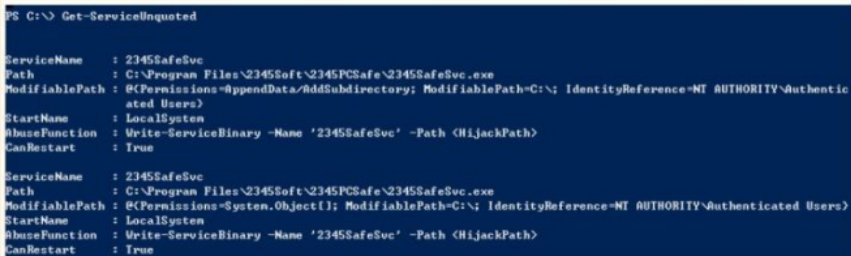 PS C:\> Get-ServiceUnquoted
ServiceName : 2345SafeSvc
Path : C:\Program Files\2345Soft\2345PCSafe\2345SafeSvc.exe
ModifiablePath : @{Permissions=AppendData/AddSubdirectory; ModifiablePath=C:\; IdentityReference=NT AUTHORITY\Authentic
ated Users}
StartName : LocalSystem
AbuseFunction : Write-ServiceBinary -Name '2345SafeSvc' -Path <HijackPath>
CanRestart : True
ServiceName : 2345SafeSvc
Path : C:\Program Files\2345Soft\2345PCSafe\2345SafeSvc.exe
ModifiablePath : @{Permissions=System.Object[]; ModifiablePath=C:\; IdentityReference=NT AUTHORITY\Authenticated Users}
StartName : LocalSystem
AbuseFunction : Write-ServiceBinary -Name '2345SafeSvc' -Path <HijackPath>
CanRestart : True